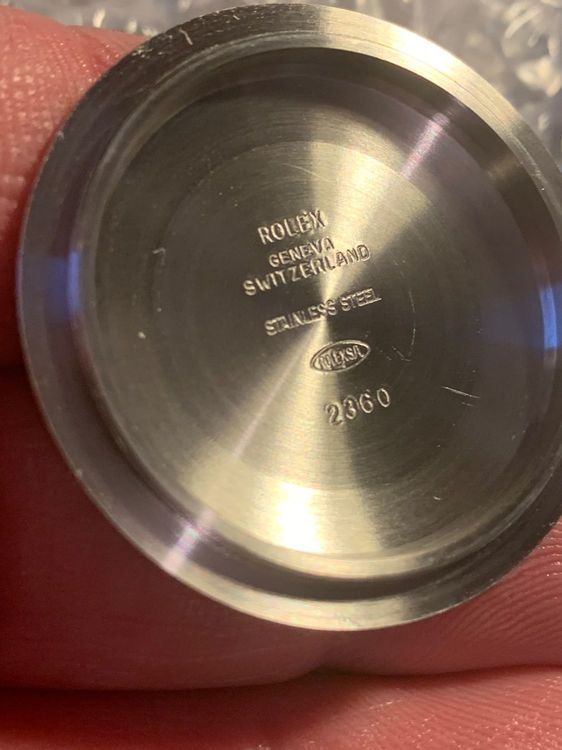 ROLEX
GENEVA
SWITZERLAND
STAINLESS STEEL
ROLEX S.A
2360